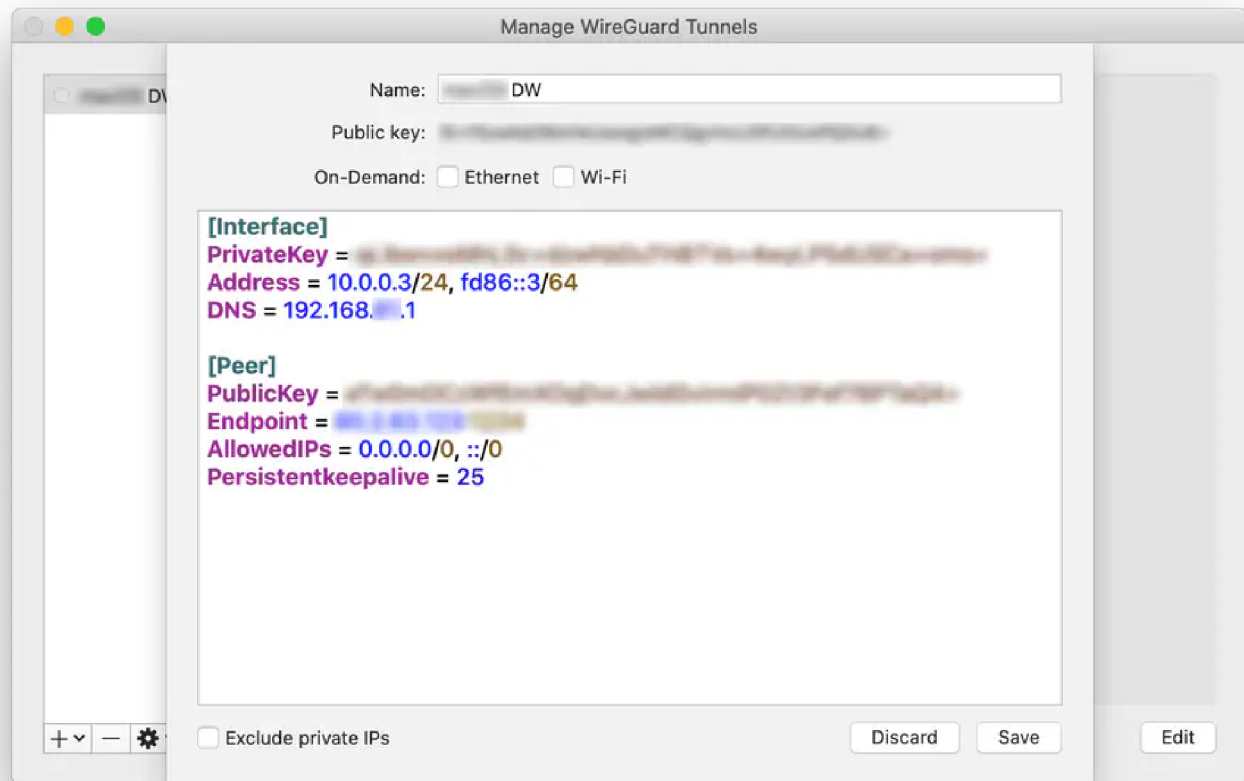 Manage WireGuard Tunnels
DW
Name: DW
Public key:
On-Demand: Ethernet Wi-Fi
[Interface]
PrivateKey =
Address = 10.0.0.3/24, fd86::3/64
DNS = 192.168. .1
[Peer]
PublicKey =
Endpoint =
AllowedIPs = 0.0.0.0/0, ::/0
Persistentkeepalive = 25
Exclude private IPs
Discard Save Edit